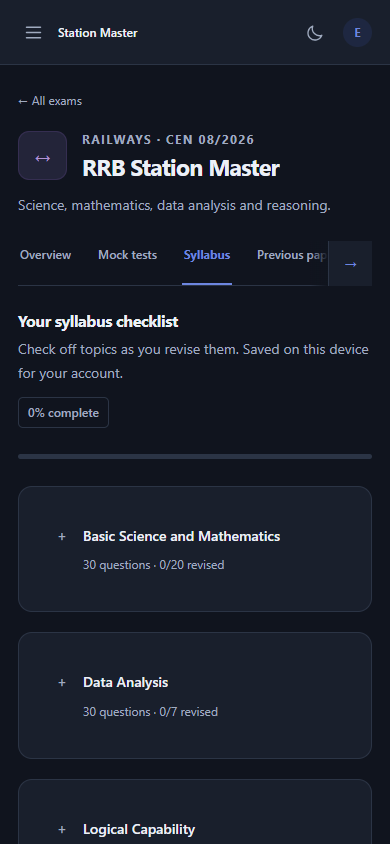 Station Master
E
← All exams
RAILWAYS · CEN 08/2026
RRB Station Master
Science, mathematics, data analysis and reasoning.
Overview Mock tests Syllabus Previous pap →
Your syllabus checklist
Check off topics as you revise them. Saved on this device
for your account.
0% complete
+ Basic Science and Mathematics
30 questions · 0/20 revised
+ Data Analysis
30 questions · 0/7 revised
+ Logical Capability